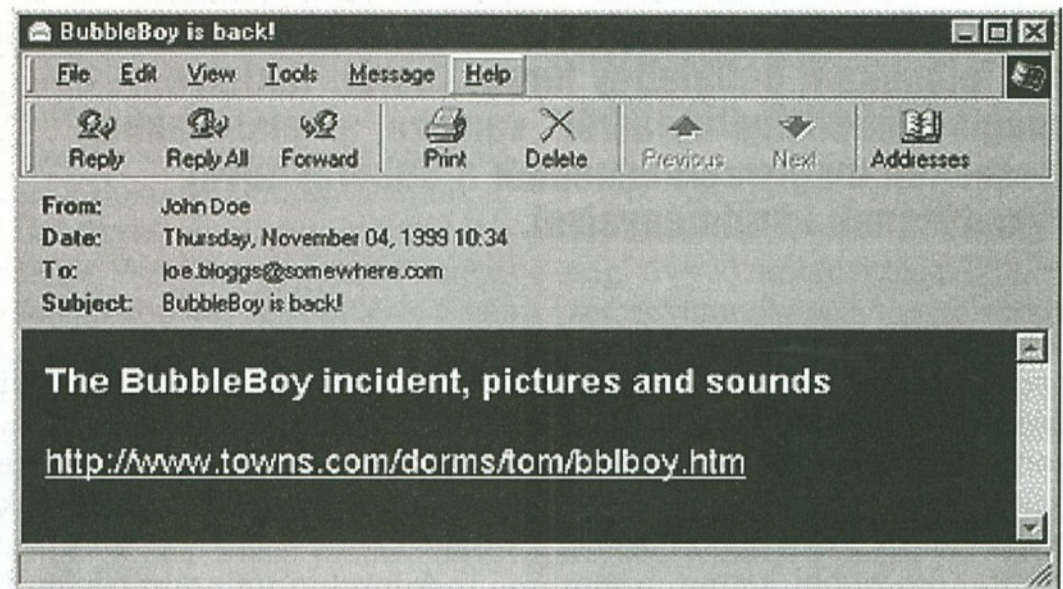 BubbleBoy is back!
File Edit View Tools Message Help
Reply Reply All Forward Print Delete Previous Next Addresses
From: John Doe
Date: Thursday, November 04, 1999 10:34
To: joe.bloggs@somewhere.com
Subject: BubbleBoy is back!
The BubbleBoy incident, pictures and sounds
http://www.towns.com/dorms/tom/bblboy.htm